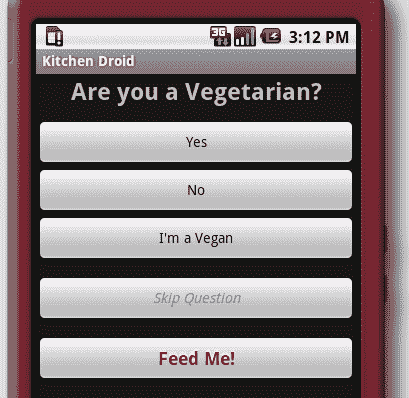 3G 3:12 PM
Kitchen Droid
Are you a Vegetarian?
Yes
No
I'm a Vegan
Skip Question
Feed Me!